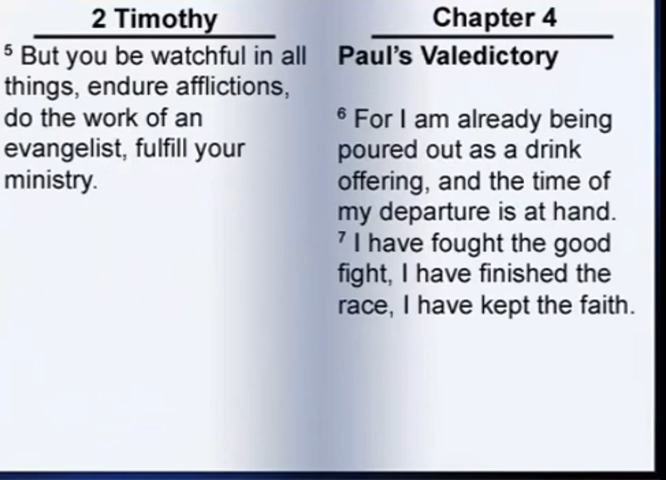 2 Timothy
⁵ But you be watchful in all
things, endure afflictions,
do the work of an
evangelist, fulfill your
ministry.
Chapter 4
Paul’s Valedictory
⁶ For I am already being
poured out as a drink
offering, and the time of
my departure is at hand.
⁷ I have fought the good
fight, I have finished the
race, I have kept the faith.